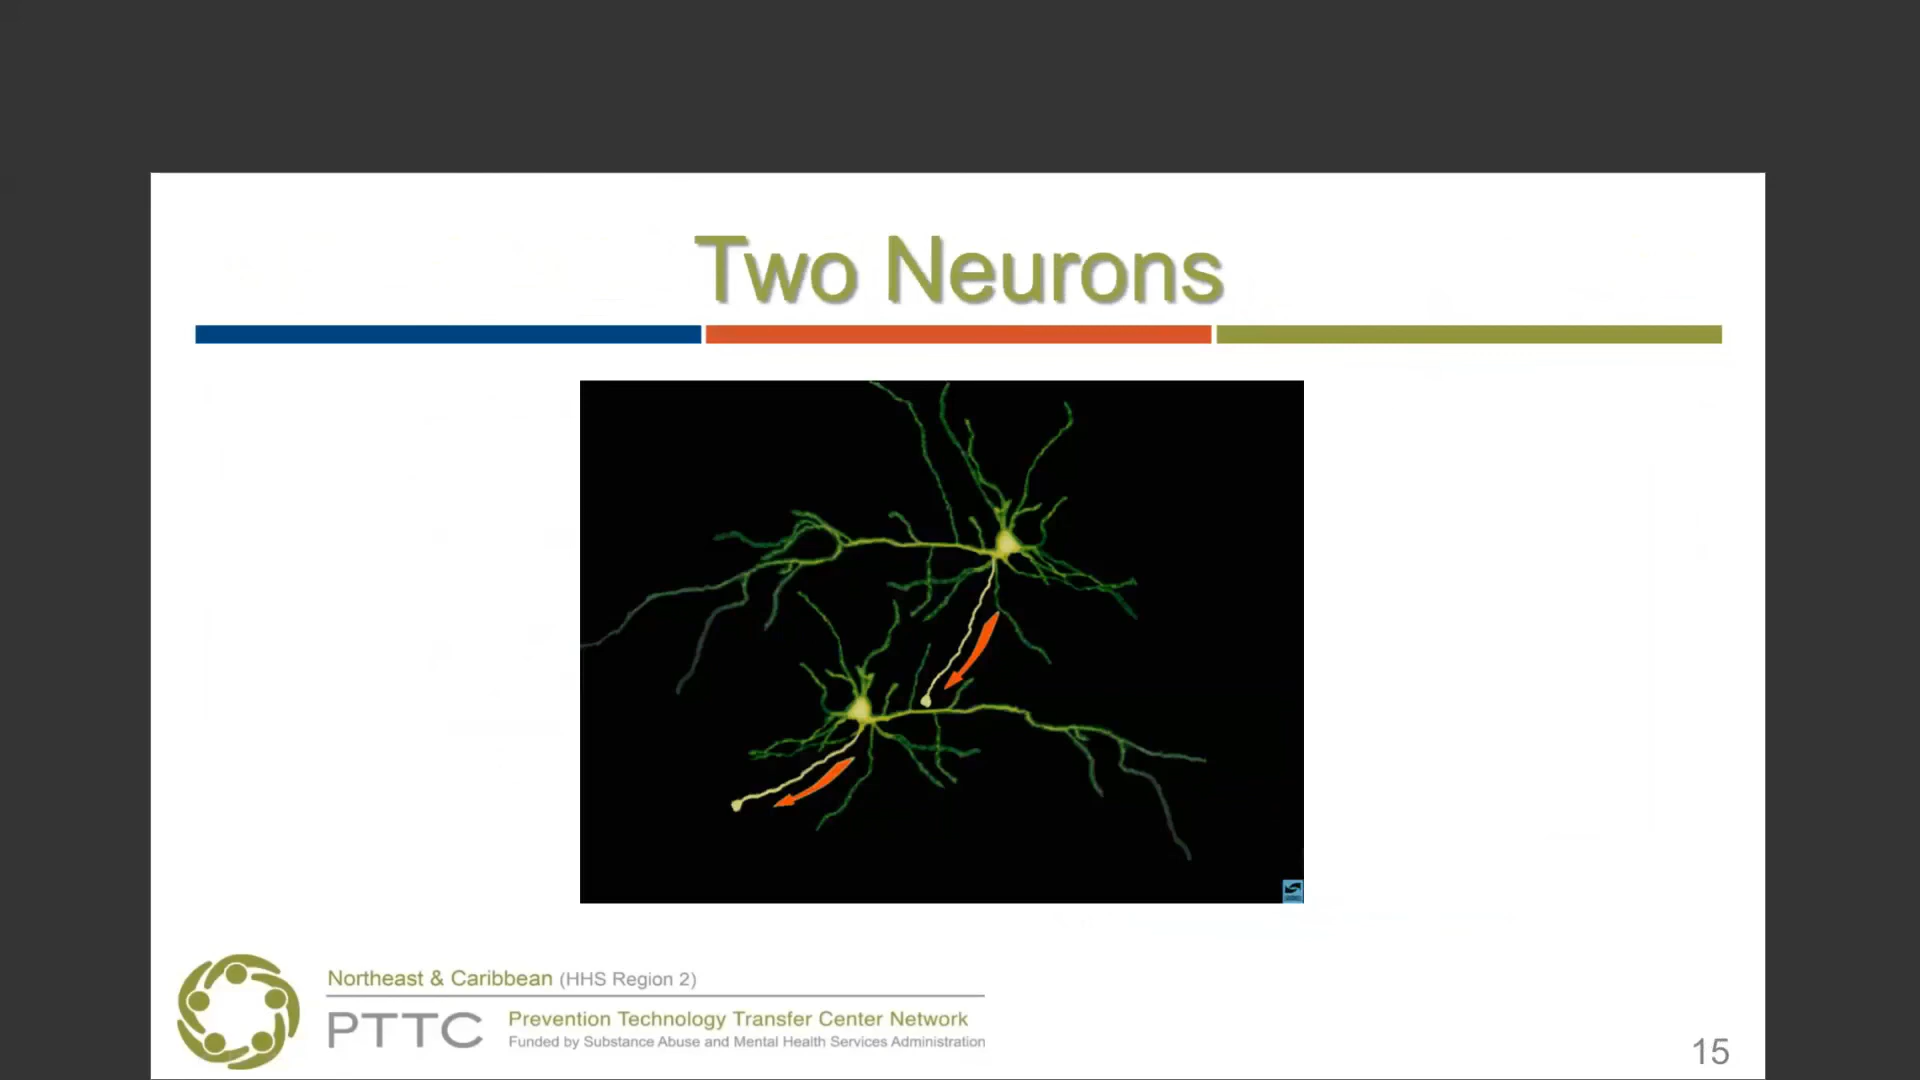 Two Neurons
Northeast & Caribbean (HHS Region 2)
PTTC
Prevention Technology Transfer Center Network
Funded by Substance Abuse and Mental Health Services Administration
15